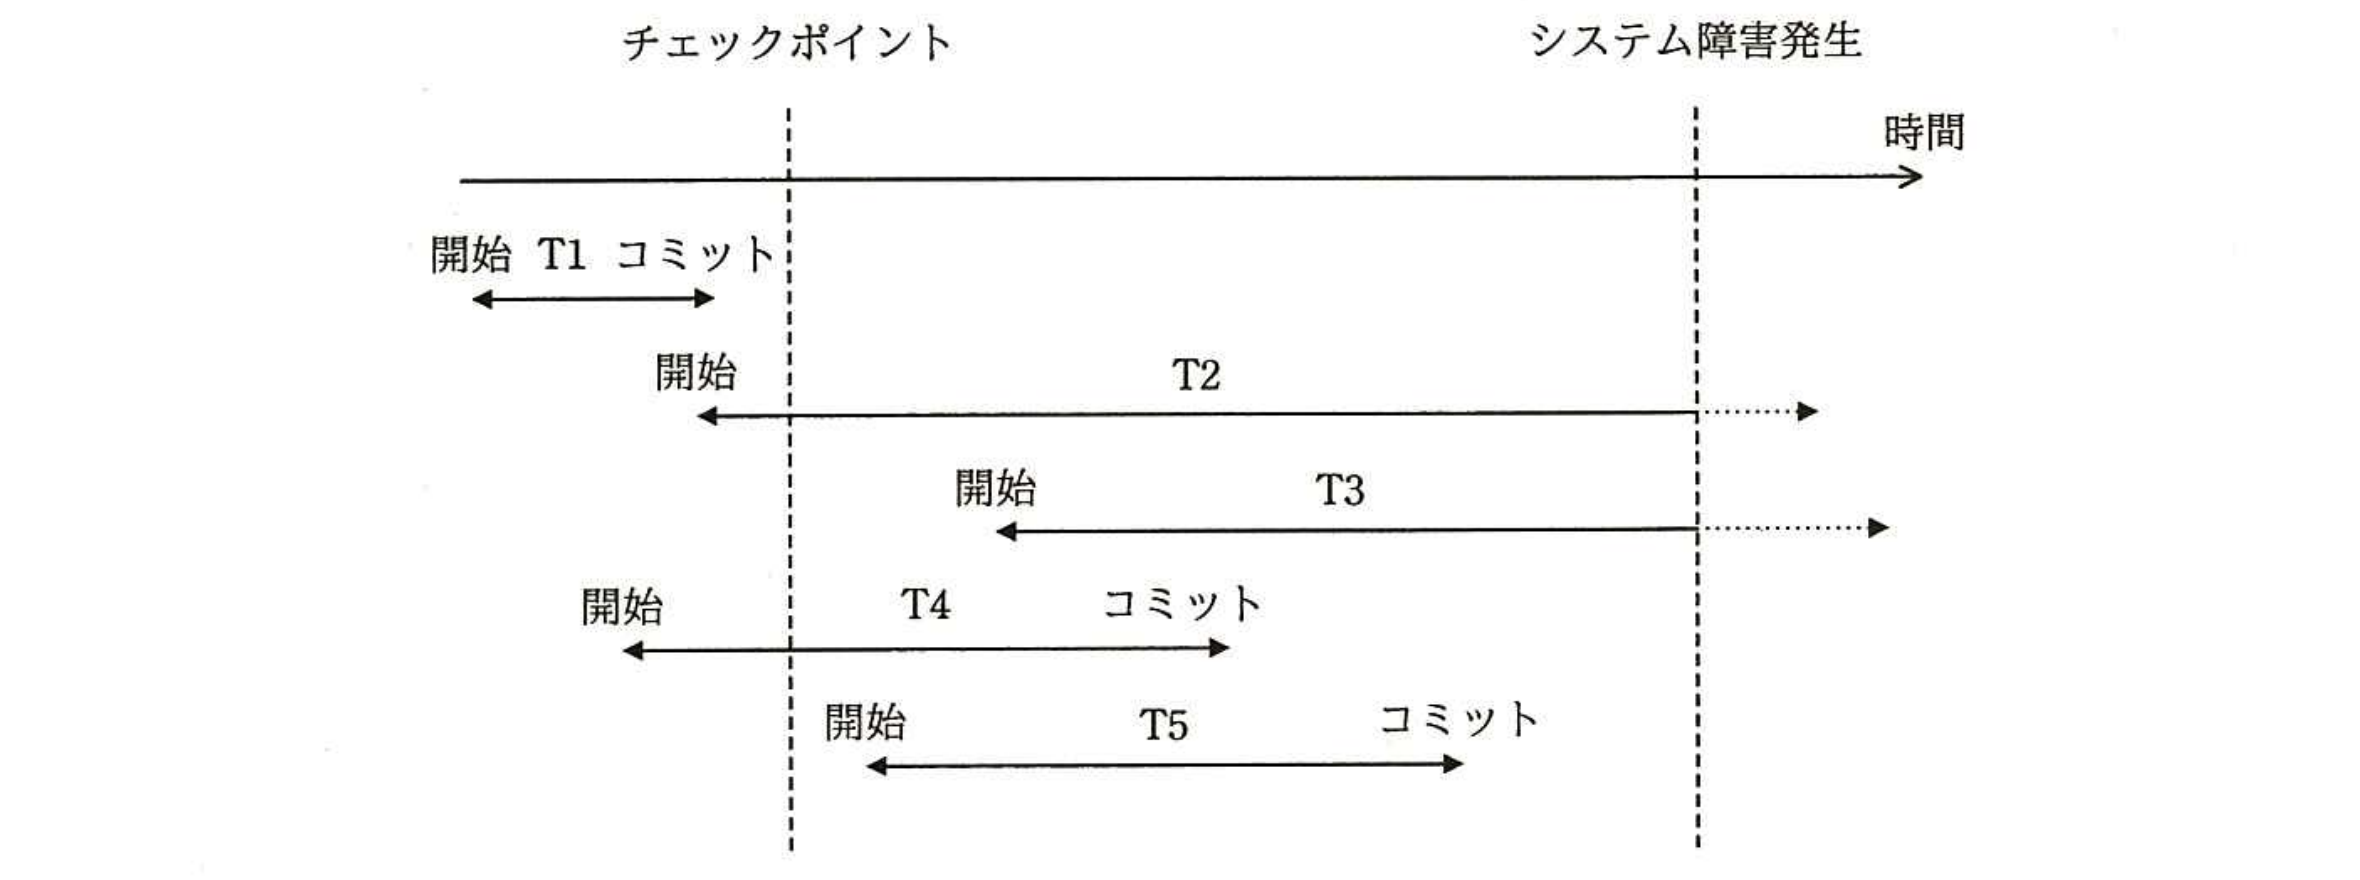 チェックポイント システム障害発生
時間
開始 T1 コミット
開始 T2
開始 T3
開始 T4 コミット
開始 T5 コミット